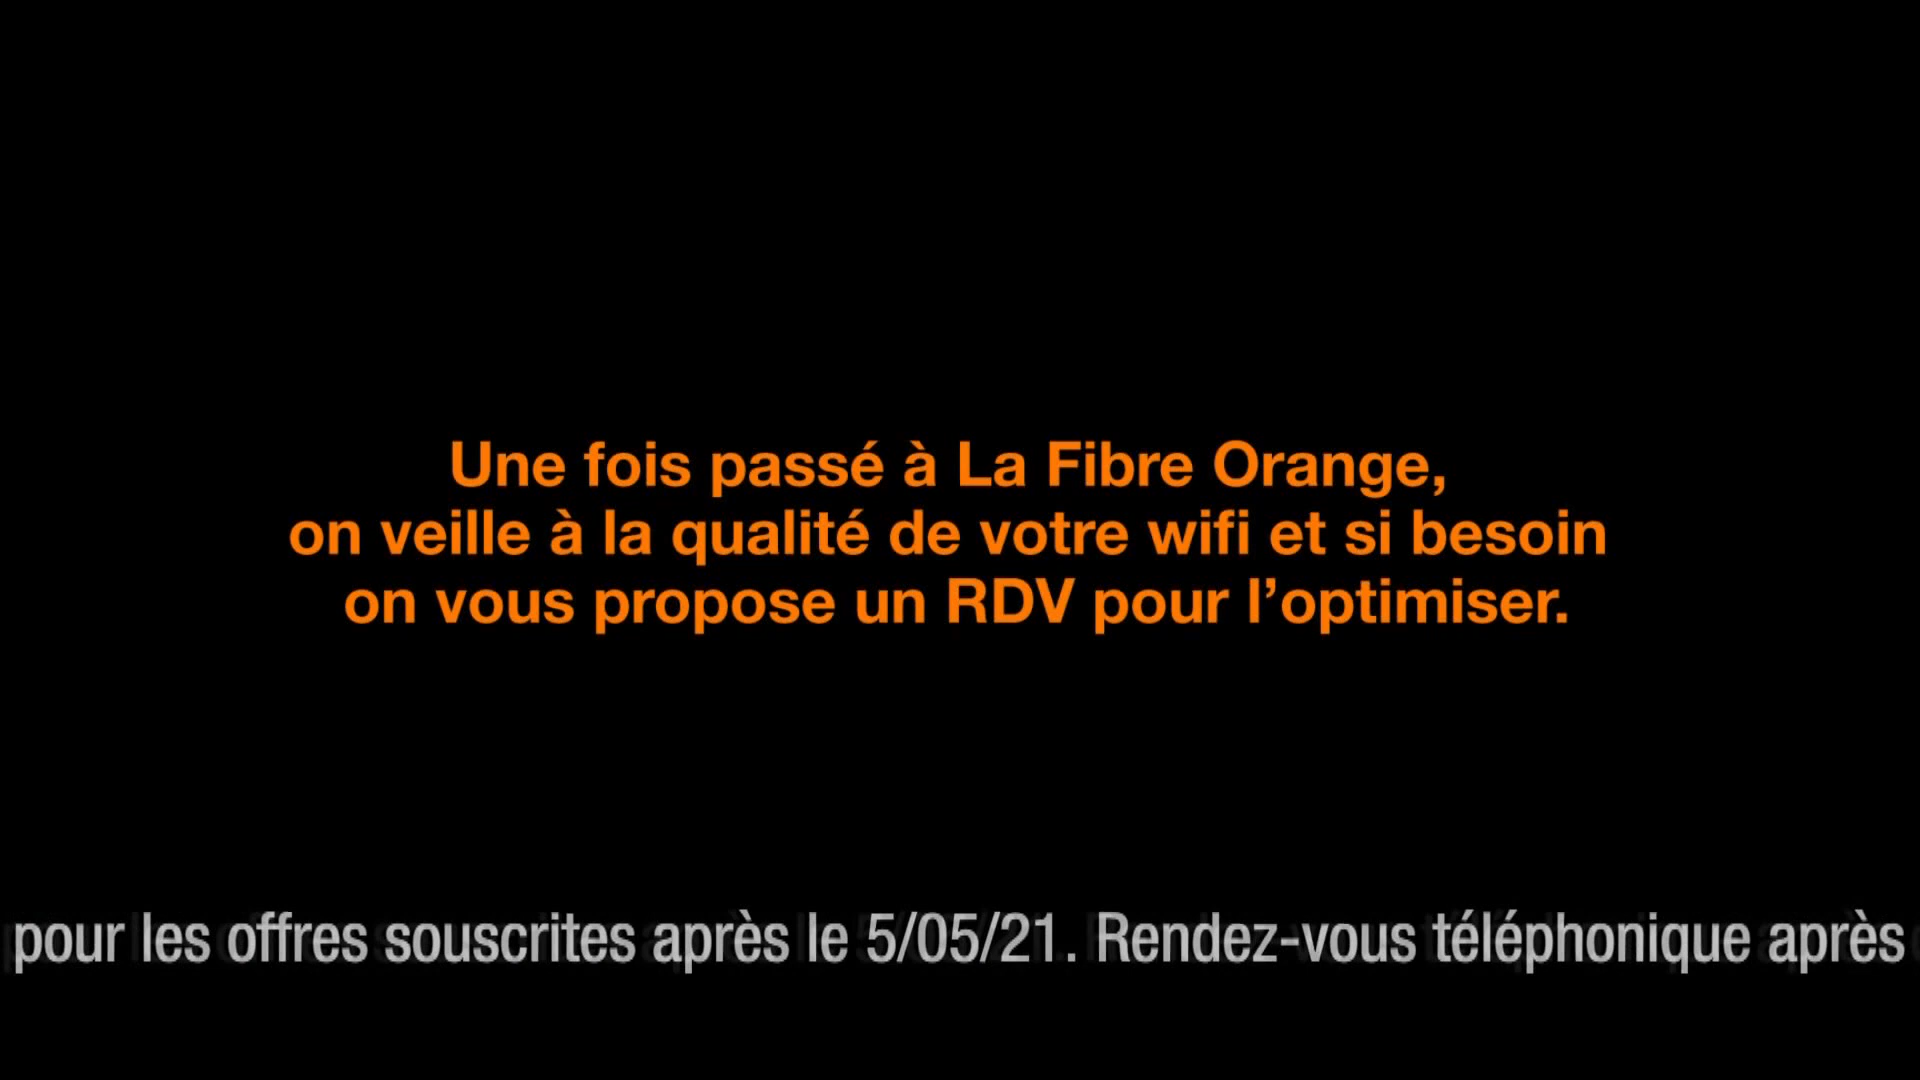 Une fois passé à La Fibre Orange,
on veille à la qualité de votre wifi et si besoin
on vous propose un RDV pour l’optimiser.
pour les offres souscrites après le 5/05/21. Rendez-vous téléphonique après